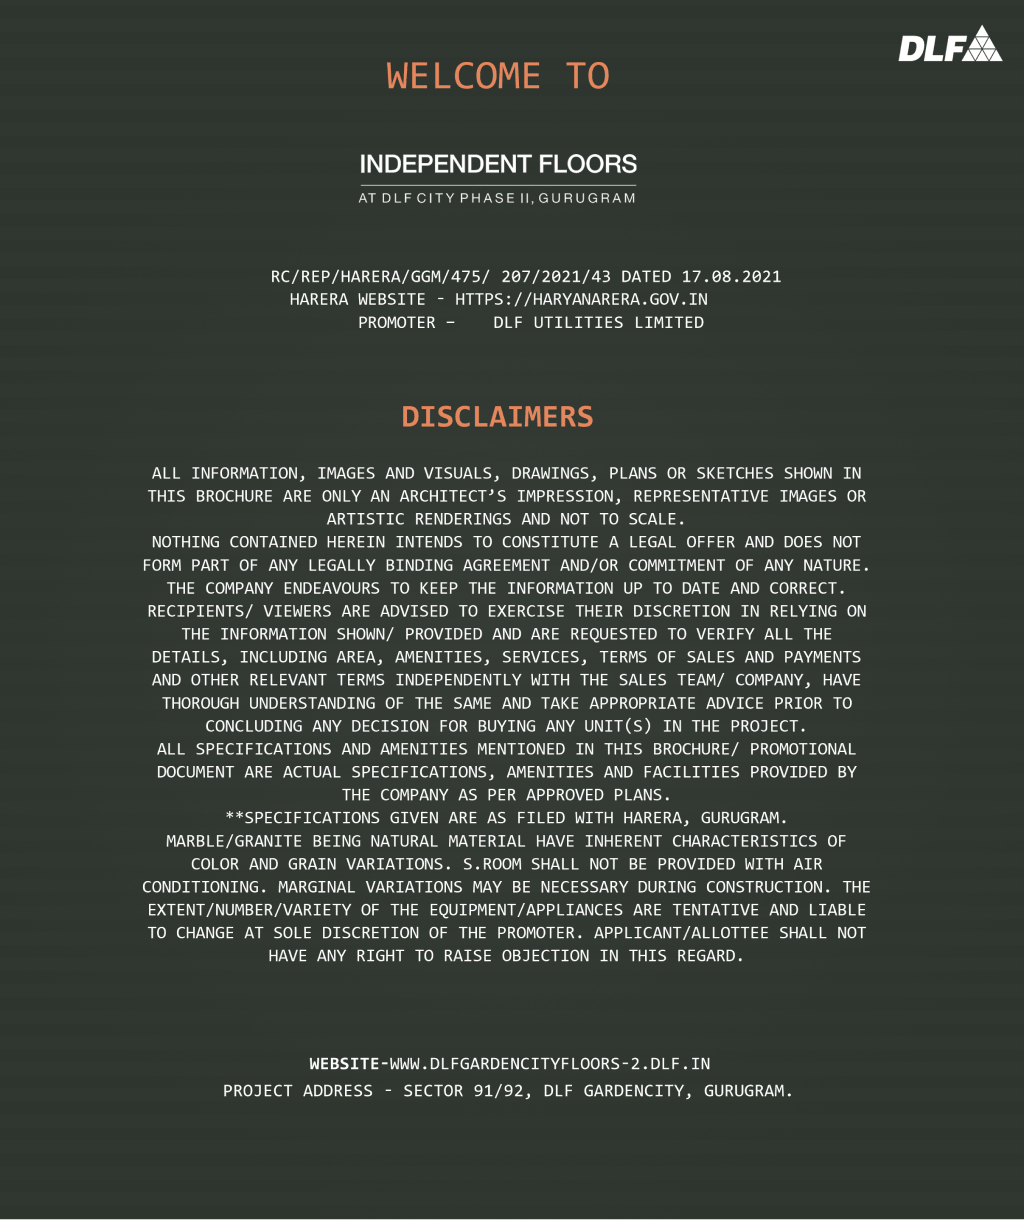 DLF
WELCOME TO
INDEPENDENT FLOORS
AT DLF CITY PHASE II, GURUGRAM
RC/REP/HARERA/GGM/475/ 207/2021/43 DATED 17.08.2021
HARERA WEBSITE - HTTPS://HARYANARERA.GOV.IN
PROMOTER – DLF UTILITIES LIMITED
DISCLAIMERS
ALL INFORMATION, IMAGES AND VISUALS, DRAWINGS, PLANS OR SKETCHES SHOWN IN
THIS BROCHURE ARE ONLY AN ARCHITECT’S IMPRESSION, REPRESENTATIVE IMAGES OR
ARTISTIC RENDERINGS AND NOT TO SCALE.
NOTHING CONTAINED HEREIN INTENDS TO CONSTITUTE A LEGAL OFFER AND DOES NOT
FORM PART OF ANY LEGALLY BINDING AGREEMENT AND/OR COMMITMENT OF ANY NATURE.
THE COMPANY ENDEAVOURS TO KEEP THE INFORMATION UP TO DATE AND CORRECT.
RECIPIENTS/ VIEWERS ARE ADVISED TO EXERCISE THEIR DISCRETION IN RELYING ON
THE INFORMATION SHOWN/ PROVIDED AND ARE REQUESTED TO VERIFY ALL THE
DETAILS, INCLUDING AREA, AMENITIES, SERVICES, TERMS OF SALES AND PAYMENTS
AND OTHER RELEVANT TERMS INDEPENDENTLY WITH THE SALES TEAM/ COMPANY, HAVE
THOROUGH UNDERSTANDING OF THE SAME AND TAKE APPROPRIATE ADVICE PRIOR TO
CONCLUDING ANY DECISION FOR BUYING ANY UNIT(S) IN THE PROJECT.
ALL SPECIFICATIONS AND AMENITIES MENTIONED IN THIS BROCHURE/ PROMOTIONAL
DOCUMENT ARE ACTUAL SPECIFICATIONS, AMENITIES AND FACILITIES PROVIDED BY
THE COMPANY AS PER APPROVED PLANS.
**SPECIFICATIONS GIVEN ARE AS FILED WITH HARERA, GURUGRAM.
MARBLE/GRANITE BEING NATURAL MATERIAL HAVE INHERENT CHARACTERISTICS OF
COLOR AND GRAIN VARIATIONS. S.ROOM SHALL NOT BE PROVIDED WITH AIR
CONDITIONING. MARGINAL VARIATIONS MAY BE NECESSARY DURING CONSTRUCTION. THE
EXTENT/NUMBER/VARIETY OF THE EQUIPMENT/APPLIANCES ARE TENTATIVE AND LIABLE
TO CHANGE AT SOLE DISCRETION OF THE PROMOTER. APPLICANT/ALLOTTEE SHALL NOT
HAVE ANY RIGHT TO RAISE OBJECTION IN THIS REGARD.
WEBSITE-WWW.DLFGARDENCITYFLOORS-2.DLF.IN
PROJECT ADDRESS - SECTOR 91/92, DLF GARDENCITY, GURUGRAM.